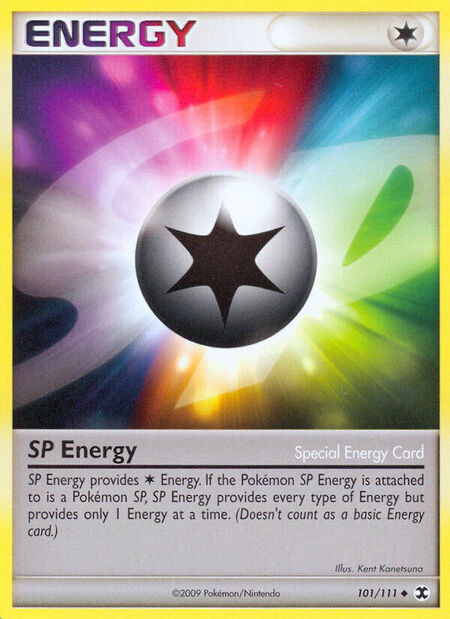 ENERGY
SP Energy
Special Energy Card
SP Energy provides Energy. If the Pokémon SP Energy is attached
to is a Pokémon SP, SP Energy provides every type of Energy but
provides only 1 Energy at a time. (Doesn't count as a basic Energy
card.)
Illus. Kent Kanetsuna
©2009 Pokémon/Nintendo
101/111